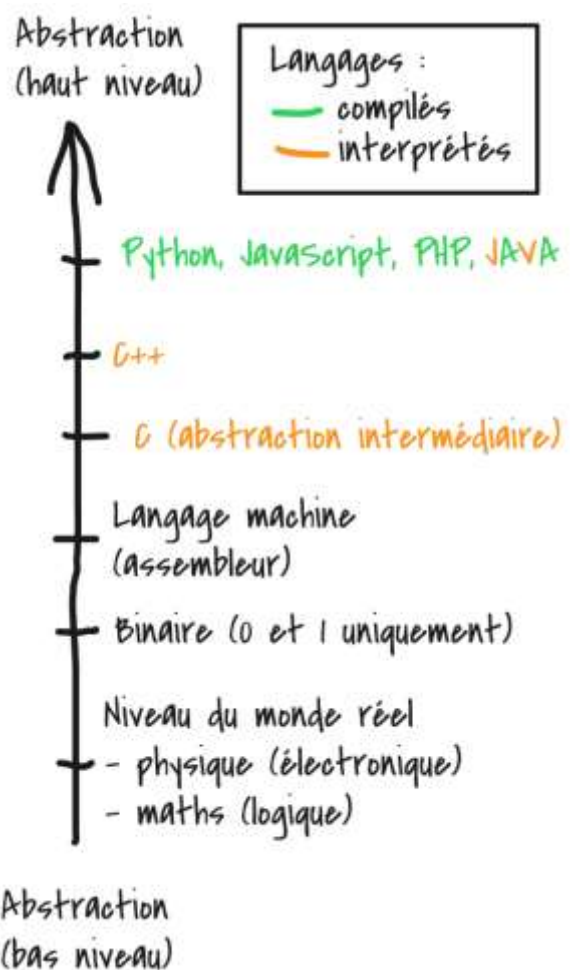 Abstraction
(haut niveau)
Langages :
compilés
interprétés
Python, Javascript, PHP, JAVA
C++
C (abstraction intermédiaire)
Langage machine
(assembleur)
Binaire (0 et 1 uniquement)
Niveau du monde réel
- physique (électronique)
- maths (logique)
Abstraction
(bas niveau)